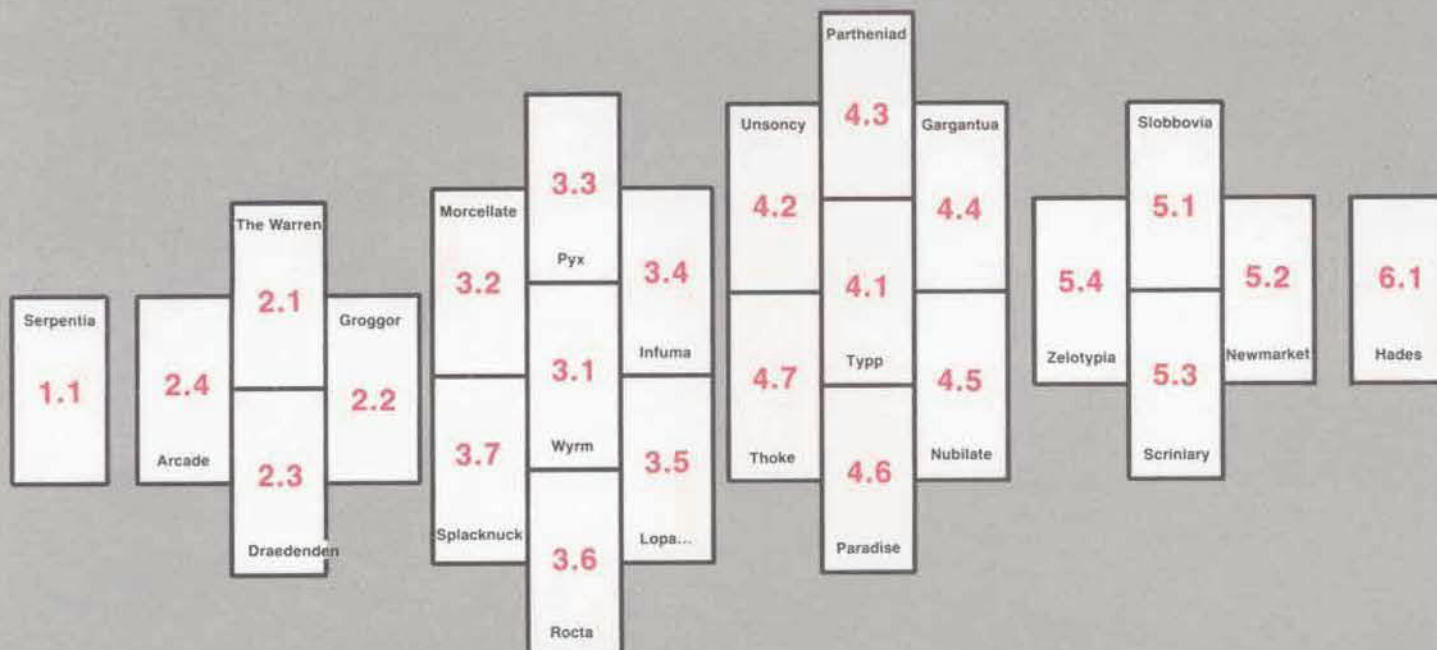 Serpentia
1.1
2.4
Arcade
The Warren
2.1
2.3
Draedenden
Groggor
2.2
Morcellate
3.2
3.7
Splacknuck
3.3
Pyx
3.1
Wyrm
3.6
Rocta
3.4
Infuma
3.5
Lopa...
Unsoncy
4.2
4.7
Thoke
Partheniad
4.3
4.1
Typp
4.6
Paradise
Gargantua
4.4
4.5
Nubilate
5.4
Zelotypia
Slobbovia
5.1
5.3
Scriniary
5.2
Newmarket
6.1
Hades